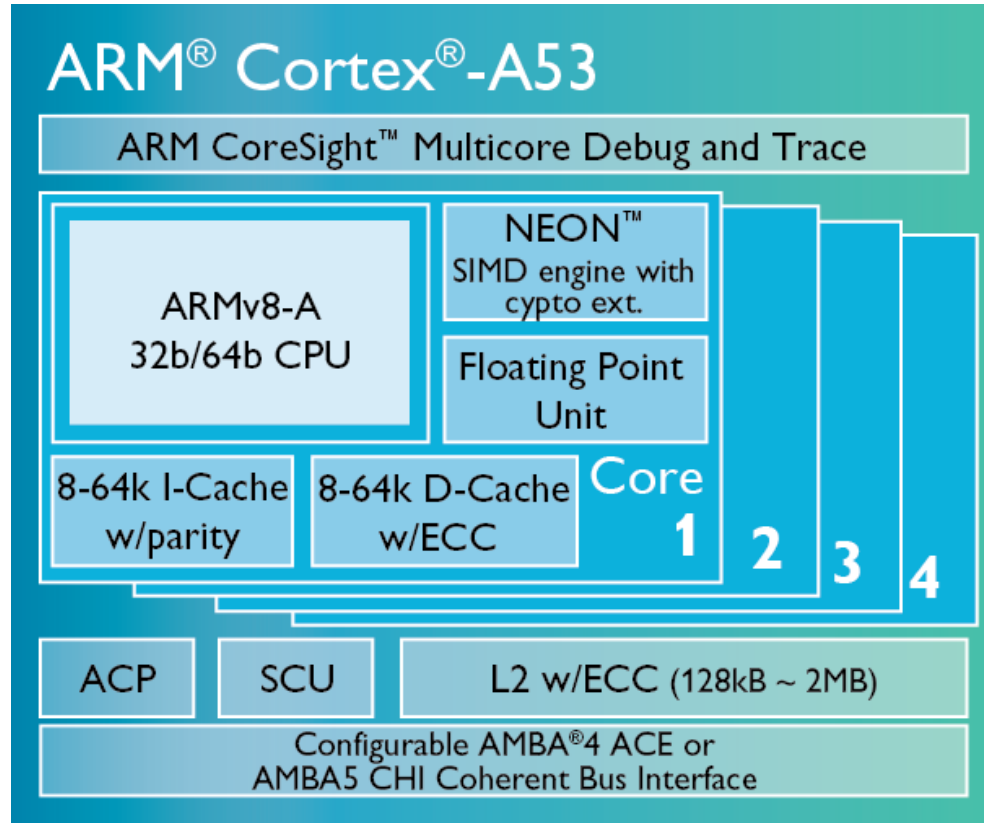 ARM® Cortex®-A53
ARM CoreSight™ Multicore Debug and Trace
ARMv8-A
32b/64b CPU
NEON™
SIMD engine with
cypto ext.
Floating Point
Unit
8-64k I-Cache
w/parity
8-64k D-Cache
w/ECC
Core
1
2
3
4
ACP
SCU
L2 w/ECC (128kB ~ 2MB)
Configurable AMBA®4 ACE or
AMBA5 CHI Coherent Bus Interface